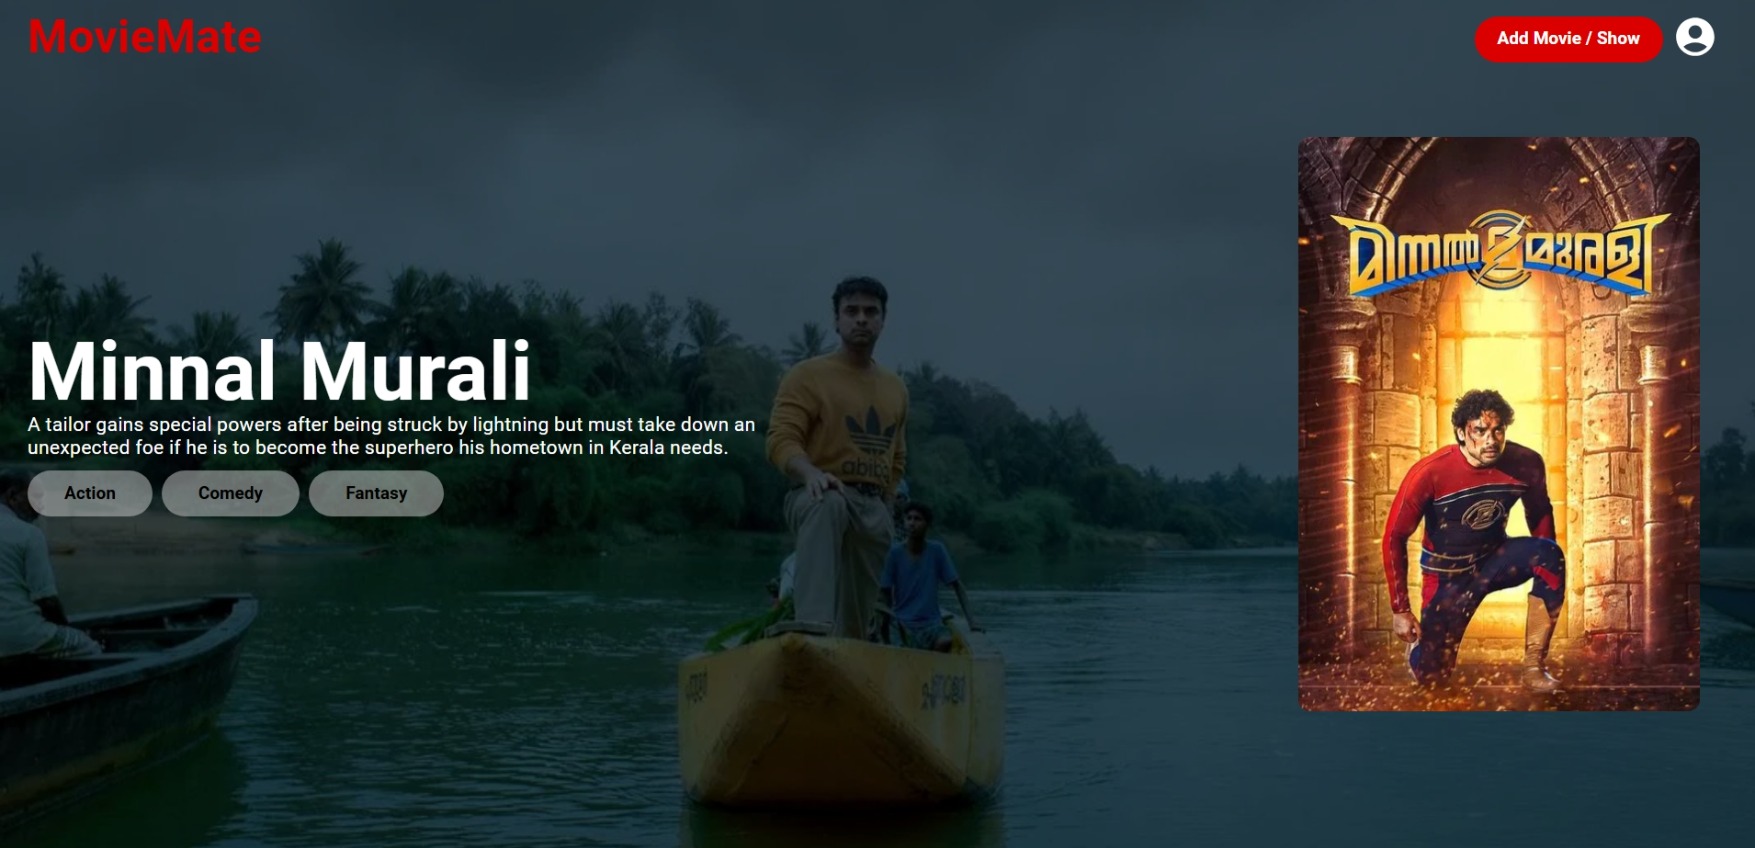 MovieMate
Add Movie / Show
മിന്നൽ മുരളി
Minnal Murali
A tailor gains special powers after being struck by lightning but must take down an
unexpected foe if he is to become the superhero his hometown in Kerala needs.
Action
Comedy
Fantasy
abibas